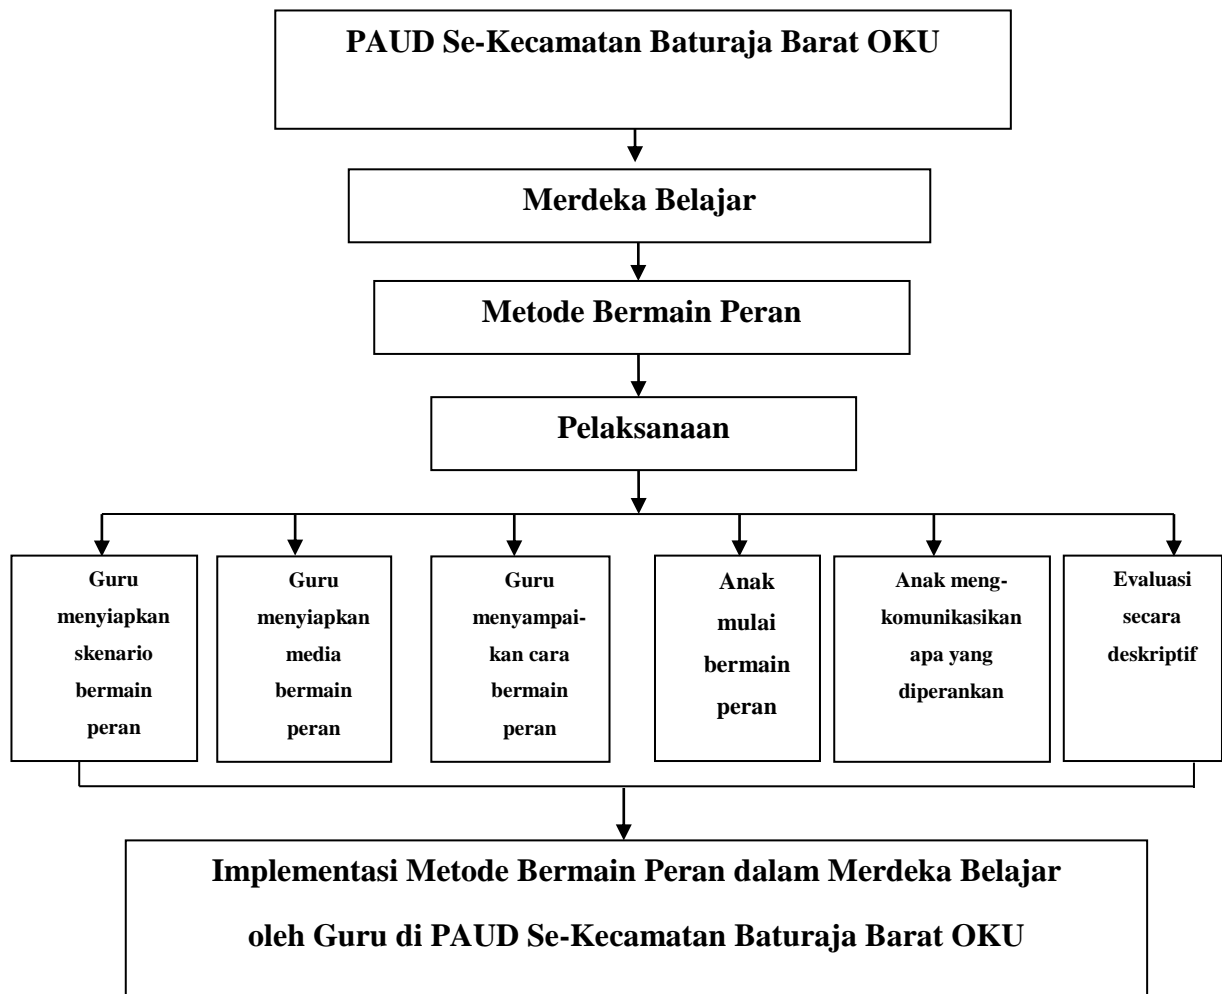 PAUD Se-Kecamatan Baturaja Barat OKU
Merdeka Belajar
Metode Bermain Peran
Pelaksanaan
Guru
menyiapkan
skenario
bermain
peran
Guru
menyiapkan
media
bermain
peran
Guru
menyampai-
kan cara
bermain
peran
Anak
mulai
bermain
peran
Anak meng-
komunikasikan
apa yang
diperankan
Evaluasi
secara
deskriptif
Implementasi Metode Bermain Peran dalam Merdeka Belajar
oleh Guru di PAUD Se-Kecamatan Baturaja Barat OKU